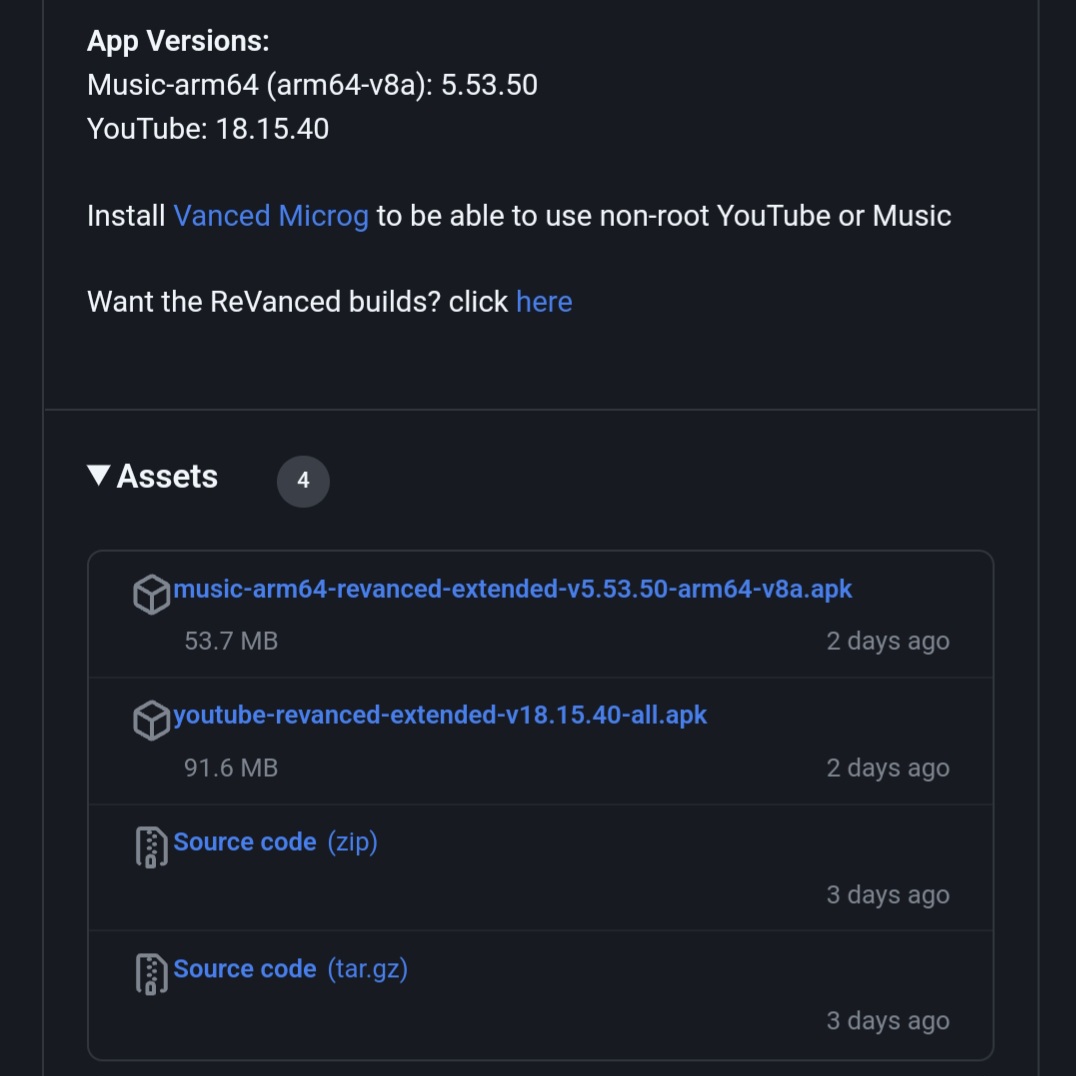 App Versions:
Music-arm64 (arm64-v8a): 5.53.50
YouTube: 18.15.40
Install Vanced Microg to be able to use non-root YouTube or Music
Want the ReVanced builds? click here
Assets 4
music-arm64-revanced-extended-v5.53.50-arm64-v8a.apk
53.7 MB 2 days ago
youtube-revanced-extended-v18.15.40-all.apk
91.6 MB 2 days ago
Source code (zip)
3 days ago
Source code (tar.gz)
3 days ago